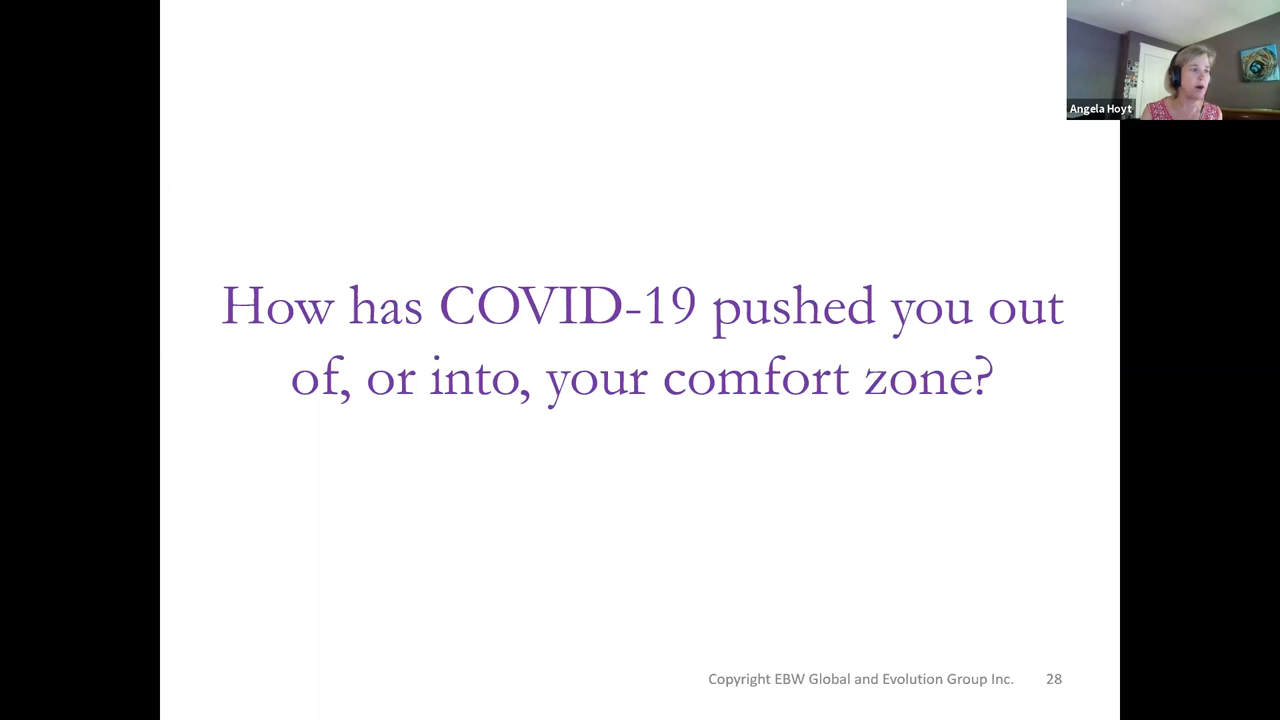 Angela Hoyt
How has COVID-19 pushed you out
of, or into, your comfort zone?
Copyright EBW Global and Evolution Group Inc. 28